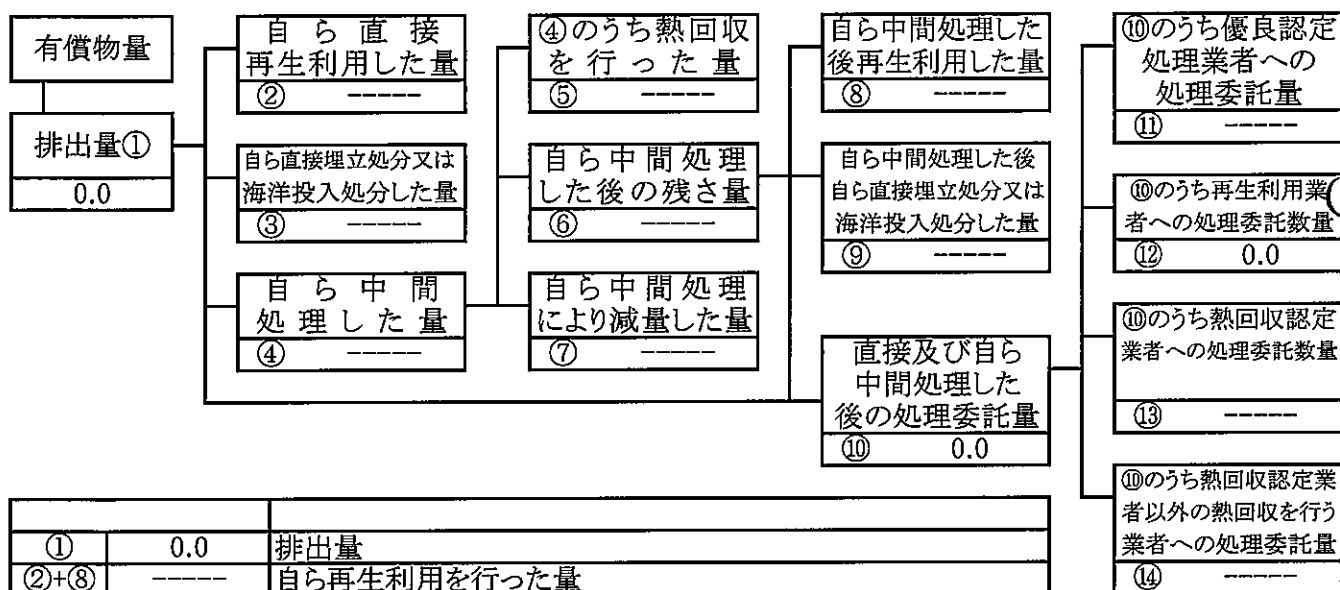 有償物量
排出量①
0.0
自ら直接
再生利用した量
② -----
自ら直接埋立処分又は
海洋投入処分した量
③ -----
自ら中間
処理した量
④ -----
④のうち熱回収
を行った量
⑤ -----
自ら中間処理
した後の残さ量
⑥ -----
自ら中間処理
により減量した量
⑦ -----
自ら中間処理した
後再生利用した量
⑧ -----
自ら中間処理した後
自ら直接埋立処分又は
海洋投入処分した量
⑨ -----
直接及び自ら
中間処理した
後の処理委託量
⑩ 0.0
⑩のうち優良認定
処理業者への
処理委託量
⑪ -----
⑩のうち再生利用業
者への処理委託数量
⑫ 0.0
⑩のうち熱回収認定
業者への処理委託数量
⑬ -----
⑩のうち熱回収認定業
者以外の熱回収を行う
業者への処理委託量
⑭ -----
① 0.0 排出量
②+⑧ ----- 自ら再生利用を行った量